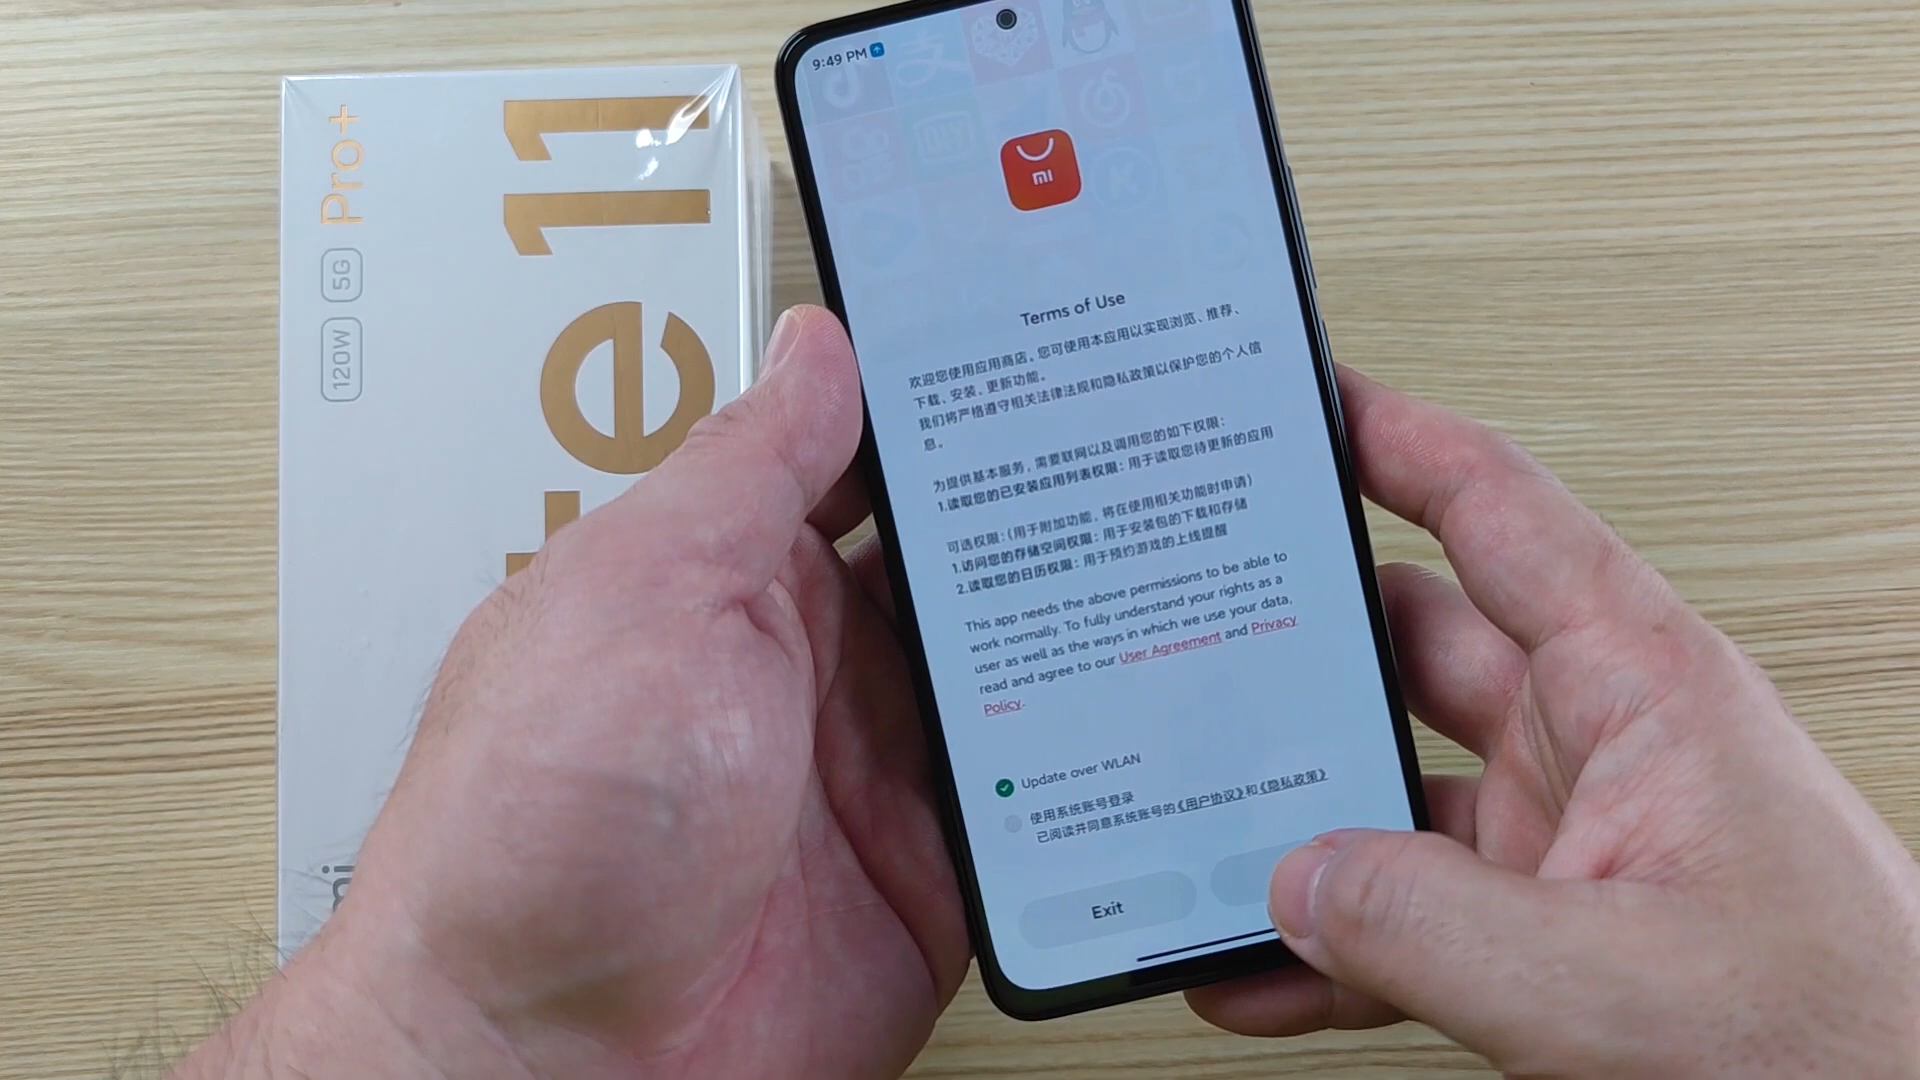 Pro+
5G
120W
te 11
mi
9:49 PM
mi
Terms of Use
欢迎您使用应用商店。您可使用本应用以实现浏览、推荐、
下载、安装、更新功能。
我们将严格遵守相关法律法规和隐私政策以保护您的个人信
息。
为提供基本服务，需要联网以及调用您的如下权限：
1.读取您的已安装应用列表权限：用于读取您待更新的应用
可选权限：（用于附加功能，将在使用相关功能时申请）
1.访问您的存储空间权限：用于安装包的下载和存储
2.读取您的日历权限：用于预约游戏的上线提醒
This app needs the above permissions to be able to
work normally. To fully understand your rights as a
user as well as the ways in which we use your data,
read and agree to our User Agreement and Privacy
Policy.
Update over WLAN
使用系统账号登录
已阅读并同意系统账号的《用户协议》和《隐私政策》
Exit